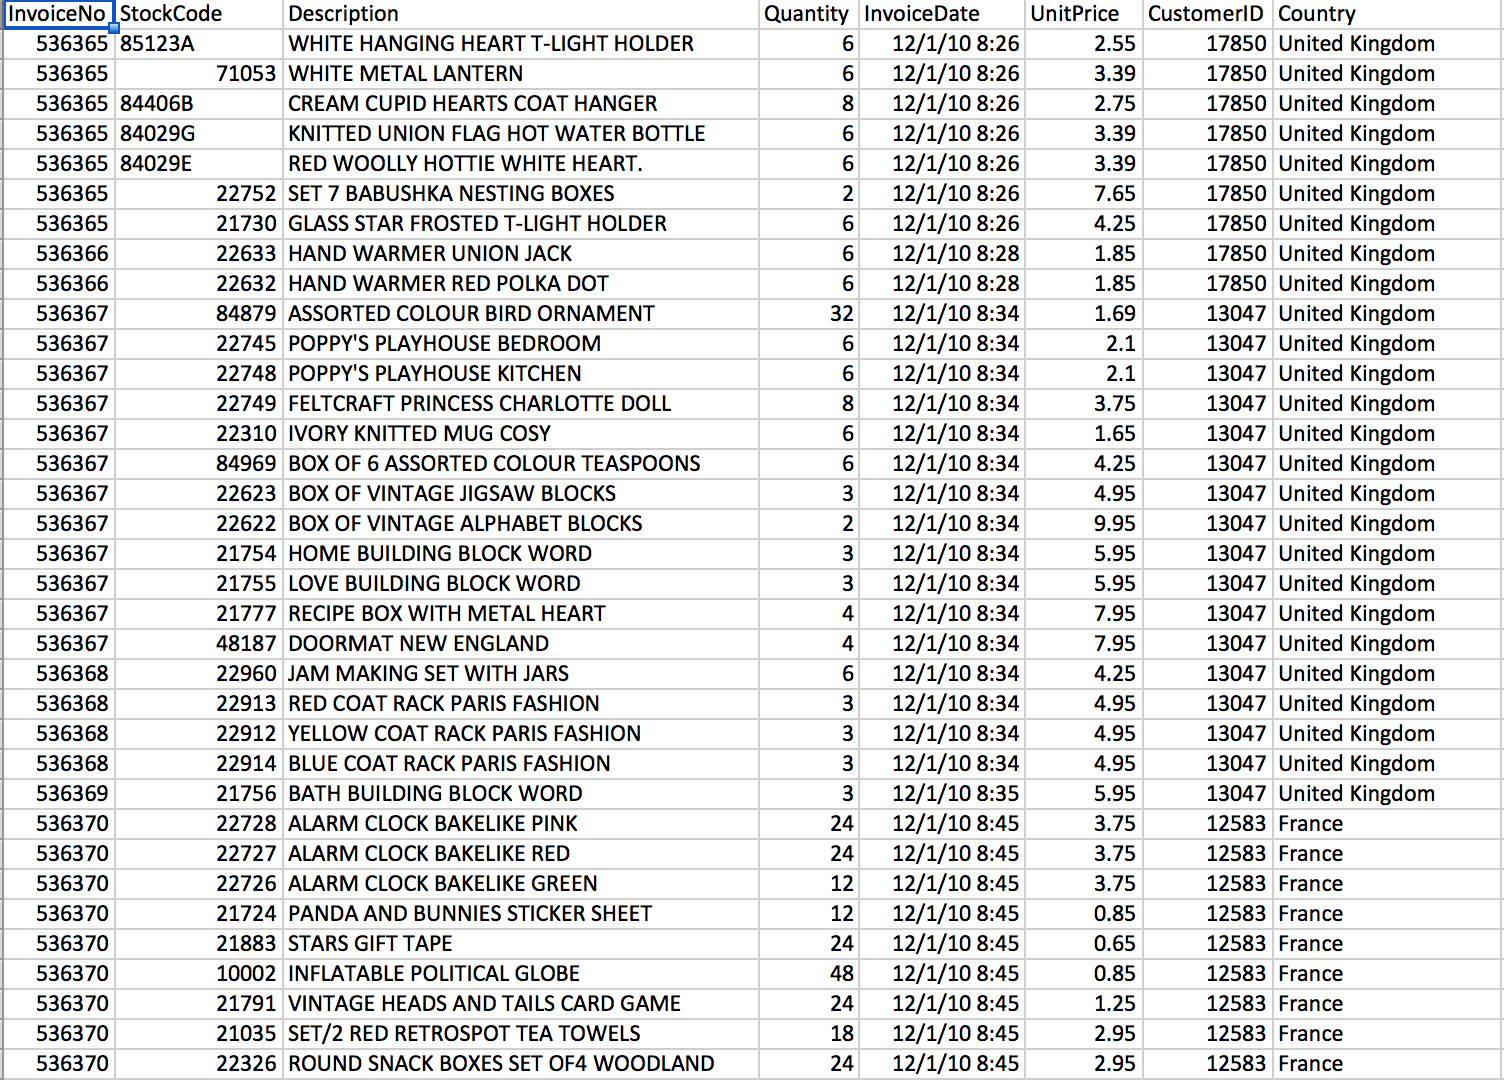 InvoiceNo StockCode Description Quantity InvoiceDate UnitPrice CustomerID Country
536365 85123A WHITE HANGING HEART T-LIGHT HOLDER 6 12/1/10 8:26 2.55 17850 United Kingdom
536365 71053 WHITE METAL LANTERN 6 12/1/10 8:26 3.39 17850 United Kingdom
536365 84406B CREAM CUPID HEARTS COAT HANGER 8 12/1/10 8:26 2.75 17850 United Kingdom
536365 84029G KNITTED UNION FLAG HOT WATER BOTTLE 6 12/1/10 8:26 3.39 17850 United Kingdom
536365 84029E RED WOOLLY HOTTIE WHITE HEART. 6 12/1/10 8:26 3.39 17850 United Kingdom
536365 22752 SET 7 BABUSHKA NESTING BOXES 2 12/1/10 8:26 7.65 17850 United Kingdom
536365 21730 GLASS STAR FROSTED T-LIGHT HOLDER 6 12/1/10 8:26 4.25 17850 United Kingdom
536366 22633 HAND WARMER UNION JACK 6 12/1/10 8:28 1.85 17850 United Kingdom
536366 22632 HAND WARMER RED POLKA DOT 6 12/1/10 8:28 1.85 17850 United Kingdom
536367 84879 ASSORTED COLOUR BIRD ORNAMENT 32 12/1/10 8:34 1.69 13047 United Kingdom
536367 22745 POPPY'S PLAYHOUSE BEDROOM 6 12/1/10 8:34 2.1 13047 United Kingdom
536367 22748 POPPY'S PLAYHOUSE KITCHEN 6 12/1/10 8:34 2.1 13047 United Kingdom
536367 22749 FELTCRAFT PRINCESS CHARLOTTE DOLL 8 12/1/10 8:34 3.75 13047 United Kingdom
536367 22310 IVORY KNITTED MUG COSY 6 12/1/10 8:34 1.65 13047 United Kingdom
536367 84969 BOX OF 6 ASSORTED COLOUR TEASPOONS 6 12/1/10 8:34 4.25 13047 United Kingdom
536367 22623 BOX OF VINTAGE JIGSAW BLOCKS 3 12/1/10 8:34 4.95 13047 United Kingdom
536367 22622 BOX OF VINTAGE ALPHABET BLOCKS 2 12/1/10 8:34 9.95 13047 United Kingdom
536367 21754 HOME BUILDING BLOCK WORD 3 12/1/10 8:34 5.95 13047 United Kingdom
536367 21755 LOVE BUILDING BLOCK WORD 3 12/1/10 8:34 5.95 13047 United Kingdom
536367 21777 RECIPE BOX WITH METAL HEART 4 12/1/10 8:34 7.95 13047 United Kingdom
536367 48187 DOORMAT NEW ENGLAND 4 12/1/10 8:34 7.95 13047 United Kingdom
536368 22960 JAM MAKING SET WITH JARS 6 12/1/10 8:34 4.25 13047 United Kingdom
536368 22913 RED COAT RACK PARIS FASHION 3 12/1/10 8:34 4.95 13047 United Kingdom
536368 22912 YELLOW COAT RACK PARIS FASHION 3 12/1/10 8:34 4.95 13047 United Kingdom
536368 22914 BLUE COAT RACK PARIS FASHION 3 12/1/10 8:34 4.95 13047 United Kingdom
536369 21756 BATH BUILDING BLOCK WORD 3 12/1/10 8:35 5.95 13047 United Kingdom
536370 22728 ALARM CLOCK BAKELIKE PINK 24 12/1/10 8:45 3.75 12583 France
536370 22727 ALARM CLOCK BAKELIKE RED 24 12/1/10 8:45 3.75 12583 France
536370 22726 ALARM CLOCK BAKELIKE GREEN 12 12/1/10 8:45 3.75 12583 France
536370 21724 PANDA AND BUNNIES STICKER SHEET 12 12/1/10 8:45 0.85 12583 France
536370 21883 STARS GIFT TAPE 24 12/1/10 8:45 0.65 12583 France
536370 10002 INFLATABLE POLITICAL GLOBE 48 12/1/10 8:45 0.85 12583 France
536370 21791 VINTAGE HEADS AND TAILS CARD GAME 24 12/1/10 8:45 1.25 12583 France
536370 21035 SET/2 RED RETROSPOT TEA TOWELS 18 12/1/10 8:45 2.95 12583 France
536370 22326 ROUND SNACK BOXES SET OF4 WOODLAND 24 12/1/10 8:45 2.95 12583 France